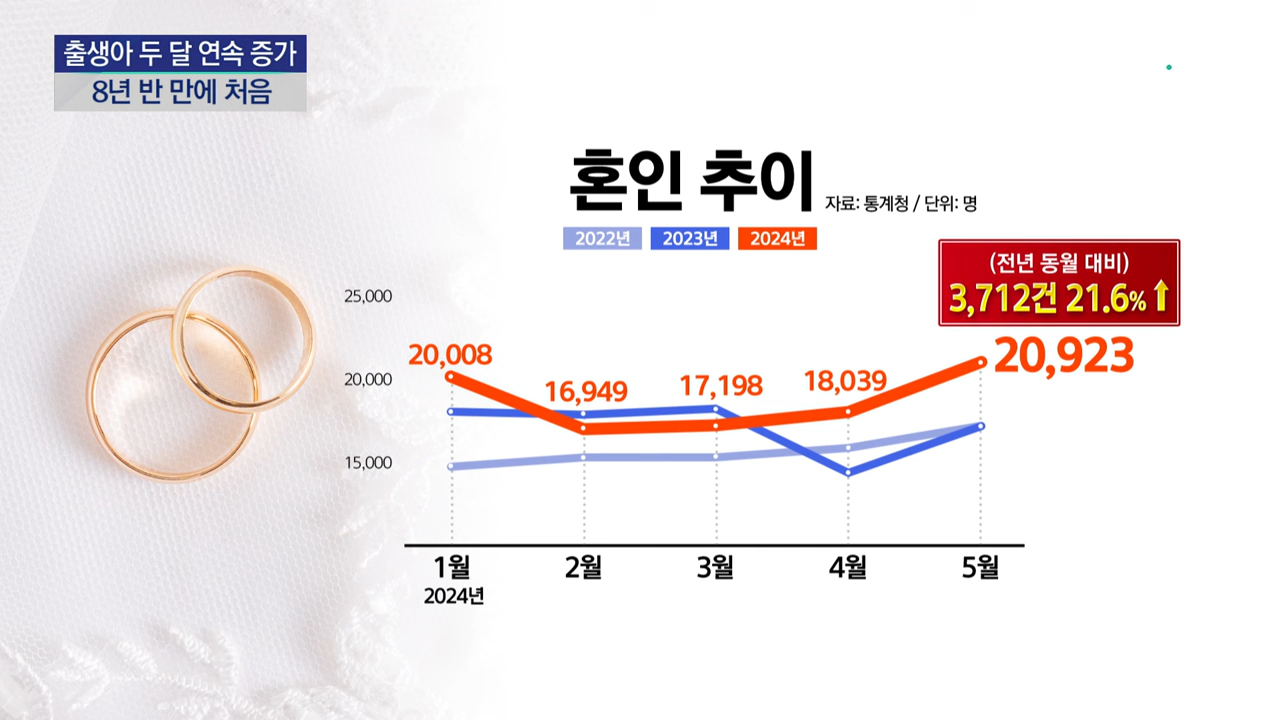 출생아 두 달 연속 증가
8년 반 만에 처음
혼인 추이 자료: 통계청 / 단위: 명
2022년 2023년 2024년
(전년 동월 대비)
3,712건 21.6%↑
25,000
20,000
15,000
20,008 16,949 17,198 18,039 20,923
1월 2월 3월 4월 5월
2024년